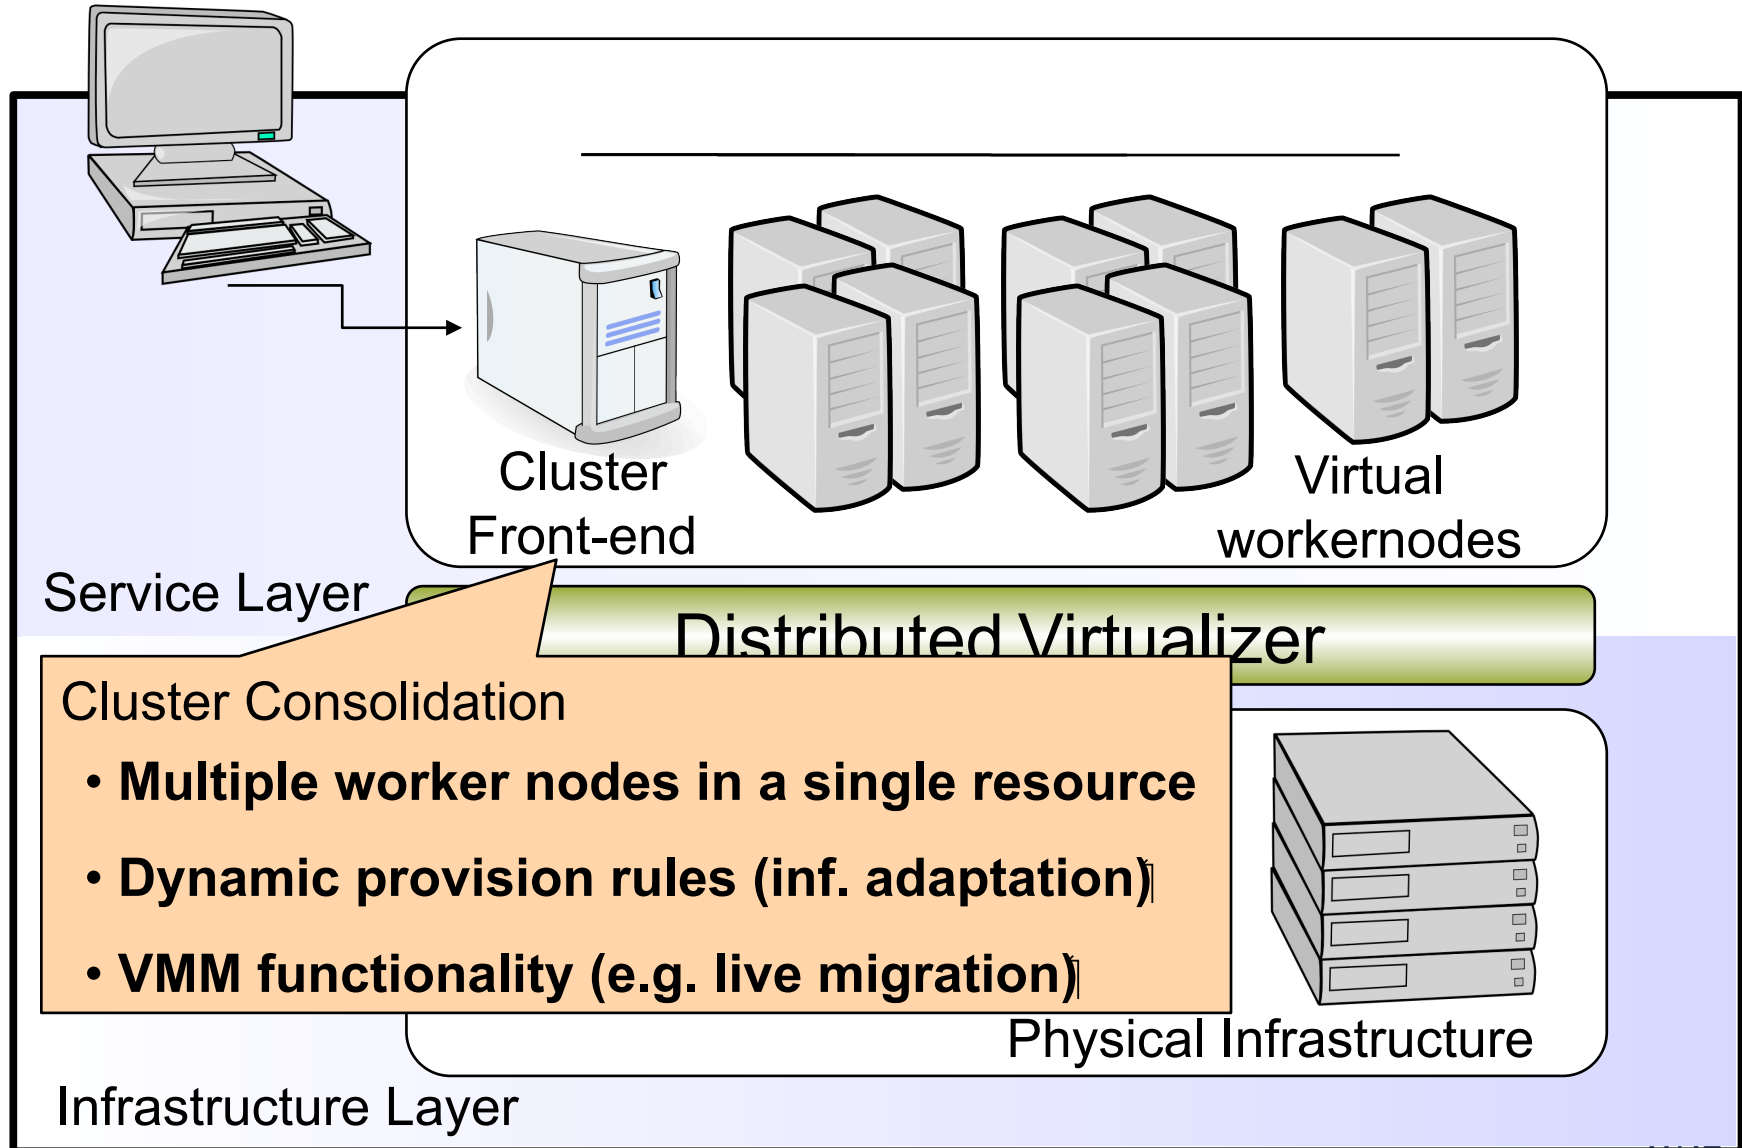 Cluster
Front-end
Virtual
workernodes
Service Layer
Distributed Virtualizer
Cluster Consolidation
• Multiple worker nodes in a single resource
• Dynamic provision rules (inf. adaptation)
• VMM functionality (e.g. live migration)
Physical Infrastructure
Infrastructure Layer